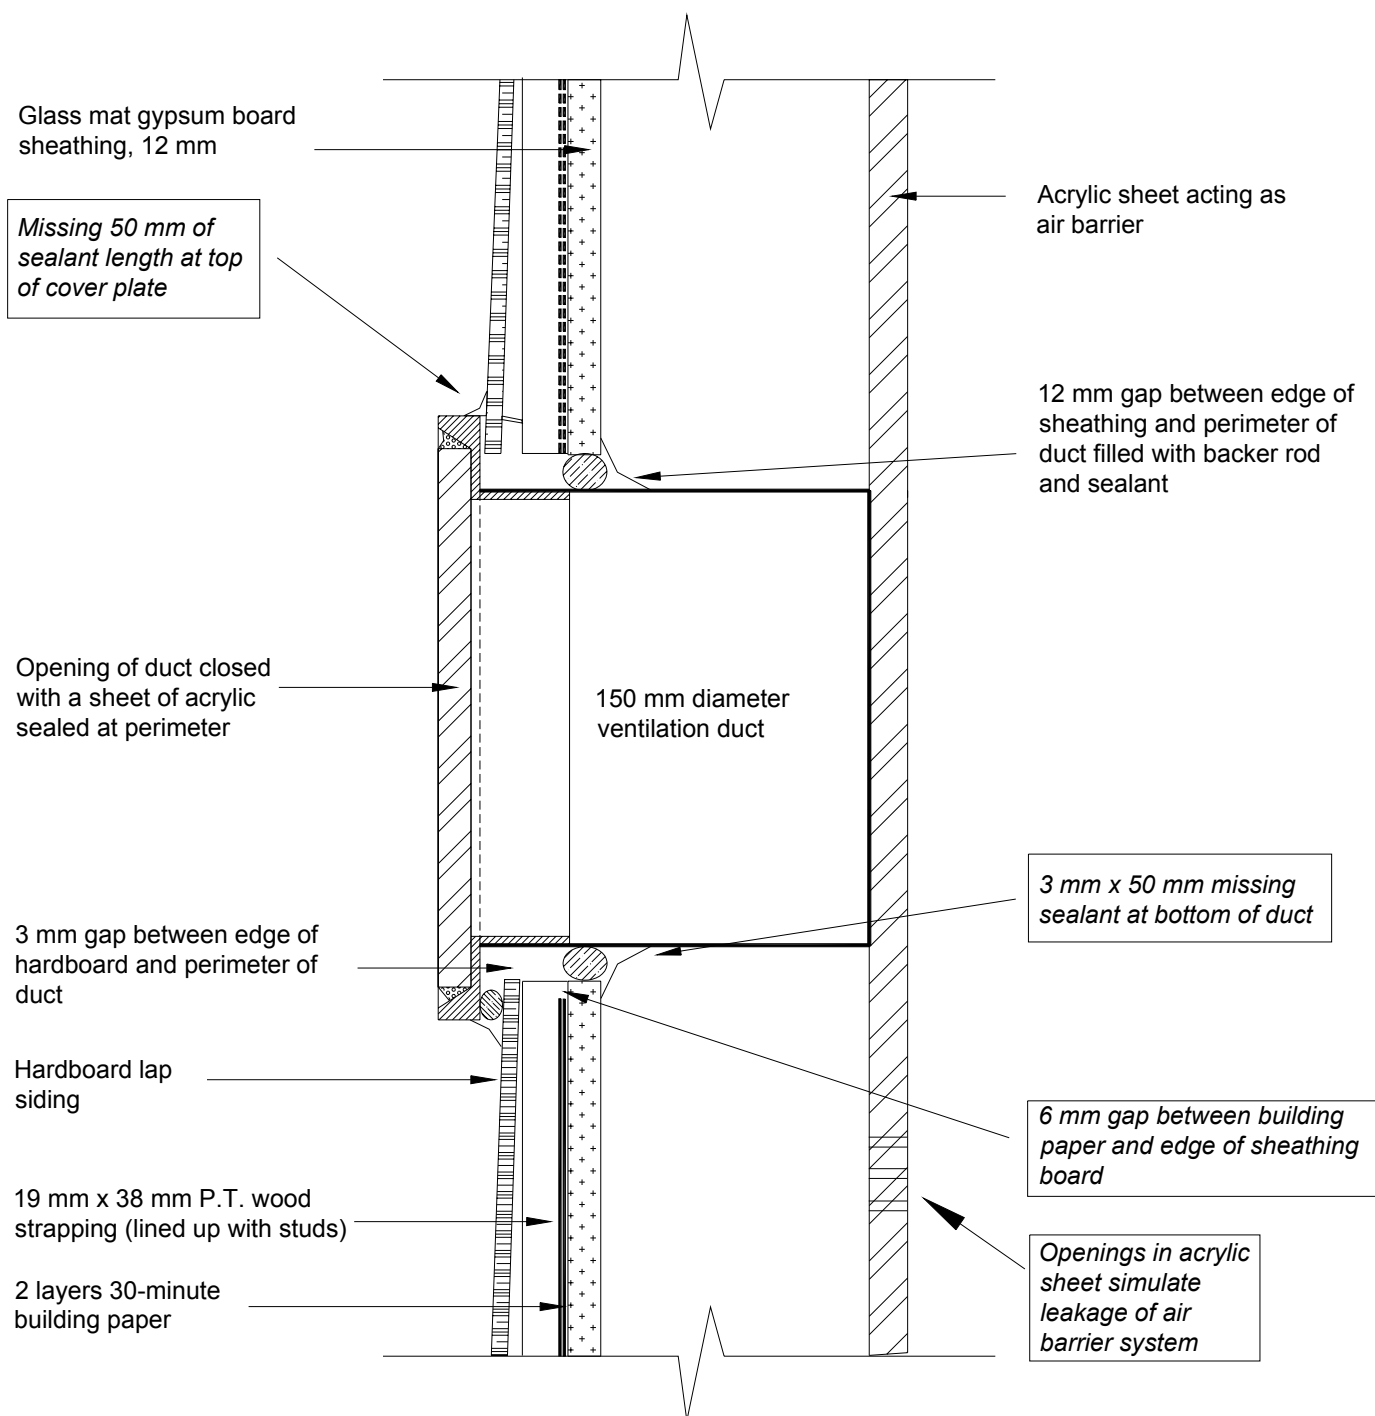 Glass mat gypsum board
sheathing, 12 mm
Missing 50 mm of
sealant length at top
of cover plate
Opening of duct closed
with a sheet of acrylic
sealed at perimeter
3 mm gap between edge of
hardboard and perimeter of
duct
Hardboard lap
siding
19 mm x 38 mm P.T. wood
strapping (lined up with studs)
2 layers 30-minute
building paper
150 mm diameter
ventilation duct
Acrylic sheet acting as
air barrier
12 mm gap between edge of
sheathing and perimeter of
duct filled with backer rod
and sealant
3 mm x 50 mm missing
sealant at bottom of duct
6 mm gap between building
paper and edge of sheathing
board
Openings in acrylic
sheet simulate
leakage of air
barrier system